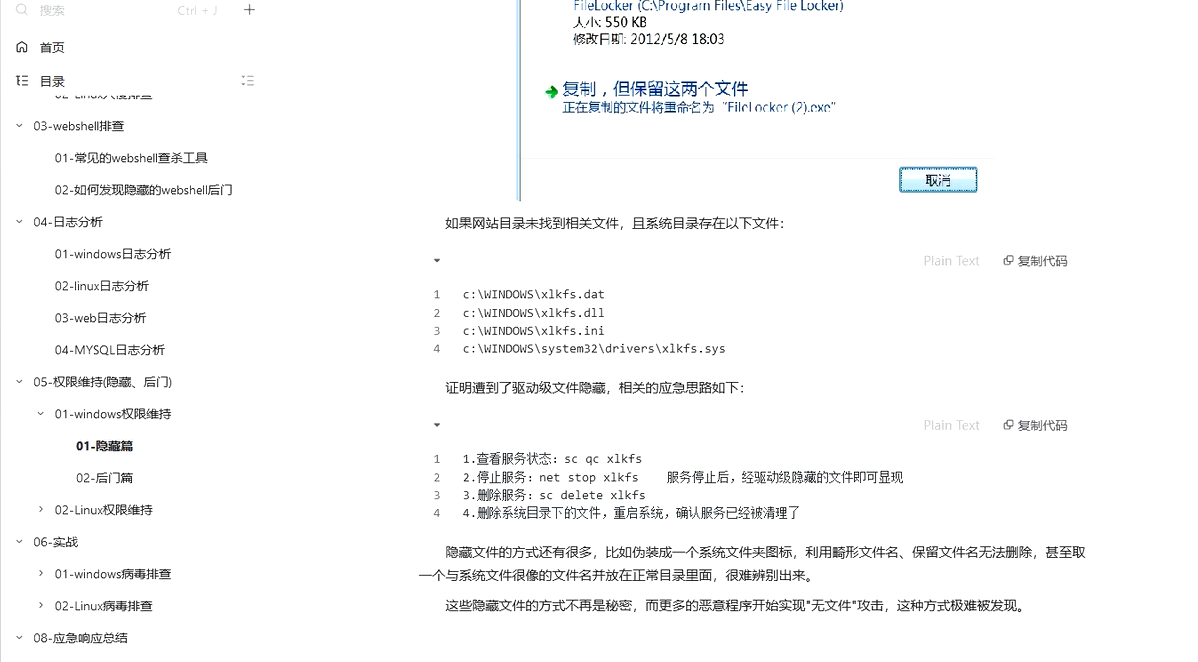 搜索
Ctrl + J
首页
目录
02-Linux入侵排查
03-webshell排查
01-常见的webshell查杀工具
02-如何发现隐藏的webshell后门
04-日志分析
01-windows日志分析
02-linux日志分析
03-web日志分析
04-MYSQL日志分析
05-权限维持(隐藏、后门)
01-windows权限维持
01-隐藏篇
02-后门篇
02-Linux权限维持
06-实战
01-windows病毒排查
02-Linux病毒排查
08-应急响应总结
FileLocker (C:\Program Files\Easy File Locker)
大小: 550 KB
修改日期: 2012/5/8 18:03
复制，但保留这两个文件
正在复制的文件将重命名为 "FileLocker (2).exe"
取消
如果网站目录未找到相关文件，且系统目录存在以下文件：
Plain Text 复制代码
1 c:\WINDOWS\xlkfs.dat
2 c:\WINDOWS\xlkfs.dll
3 c:\WINDOWS\xlkfs.ini
4 c:\WINDOWS\system32\drivers\xlkfs.sys
证明遭到了驱动级文件隐藏，相关的应急思路如下：
Plain Text 复制代码
1 1.查看服务状态：sc qc xlkfs
2 2.停止服务：net stop xlkfs 服务停止后，经驱动级隐藏的文件即可显现
3 3.删除服务：sc delete xlkfs
4 4.删除系统目录下的文件，重启系统，确认服务已经被清理了
隐藏文件的方式还有很多，比如伪装成一个系统文件夹图标，利用畸形文件名、保留文件名无法删除，甚至取
一个与系统文件很像的文件名并放在正常目录里面，很难辨别出来。
这些隐藏文件的方式不再是秘密，而更多的恶意程序开始实现"无文件"攻击，这种方式极难被发现。